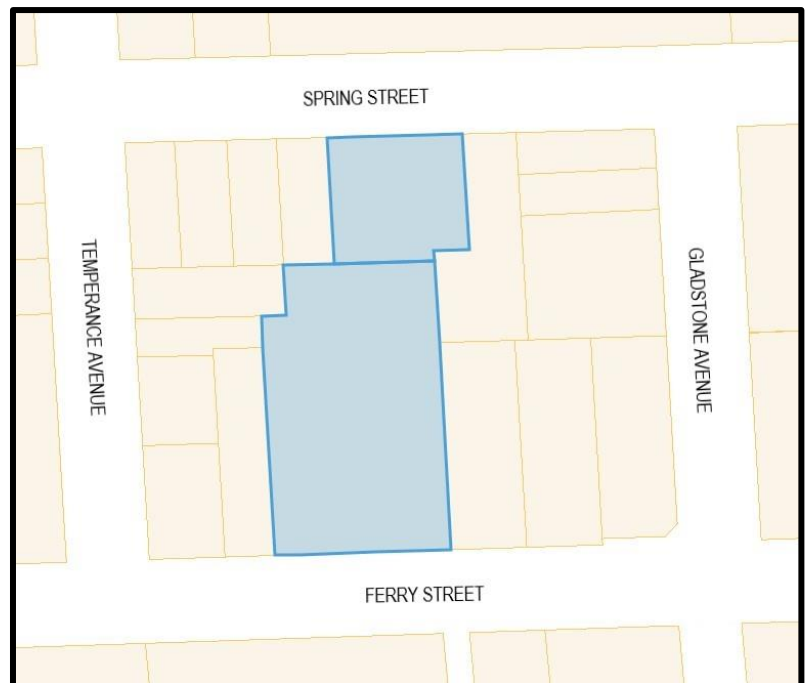 SPRING STREET
TEMPERANCE AVENUE
GLADSTONE AVENUE
FERRY STREET